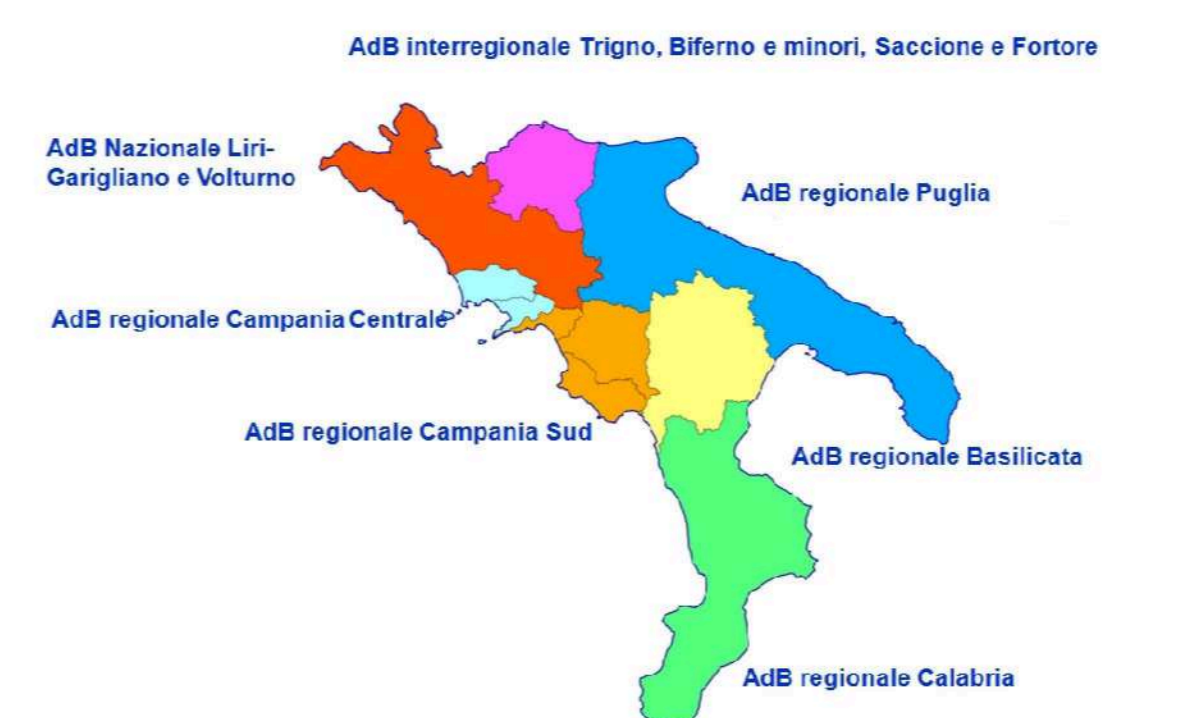 AdB interregionale Trigno, Biferno e minori, Saccione e Fortore
AdB Nazionale Liri-
Garigliano e Volturno
AdB regionale Puglia
AdB regionale Campania Centrale
AdB regionale Campania Sud
AdB regionale Basilicata
AdB regionale Calabria